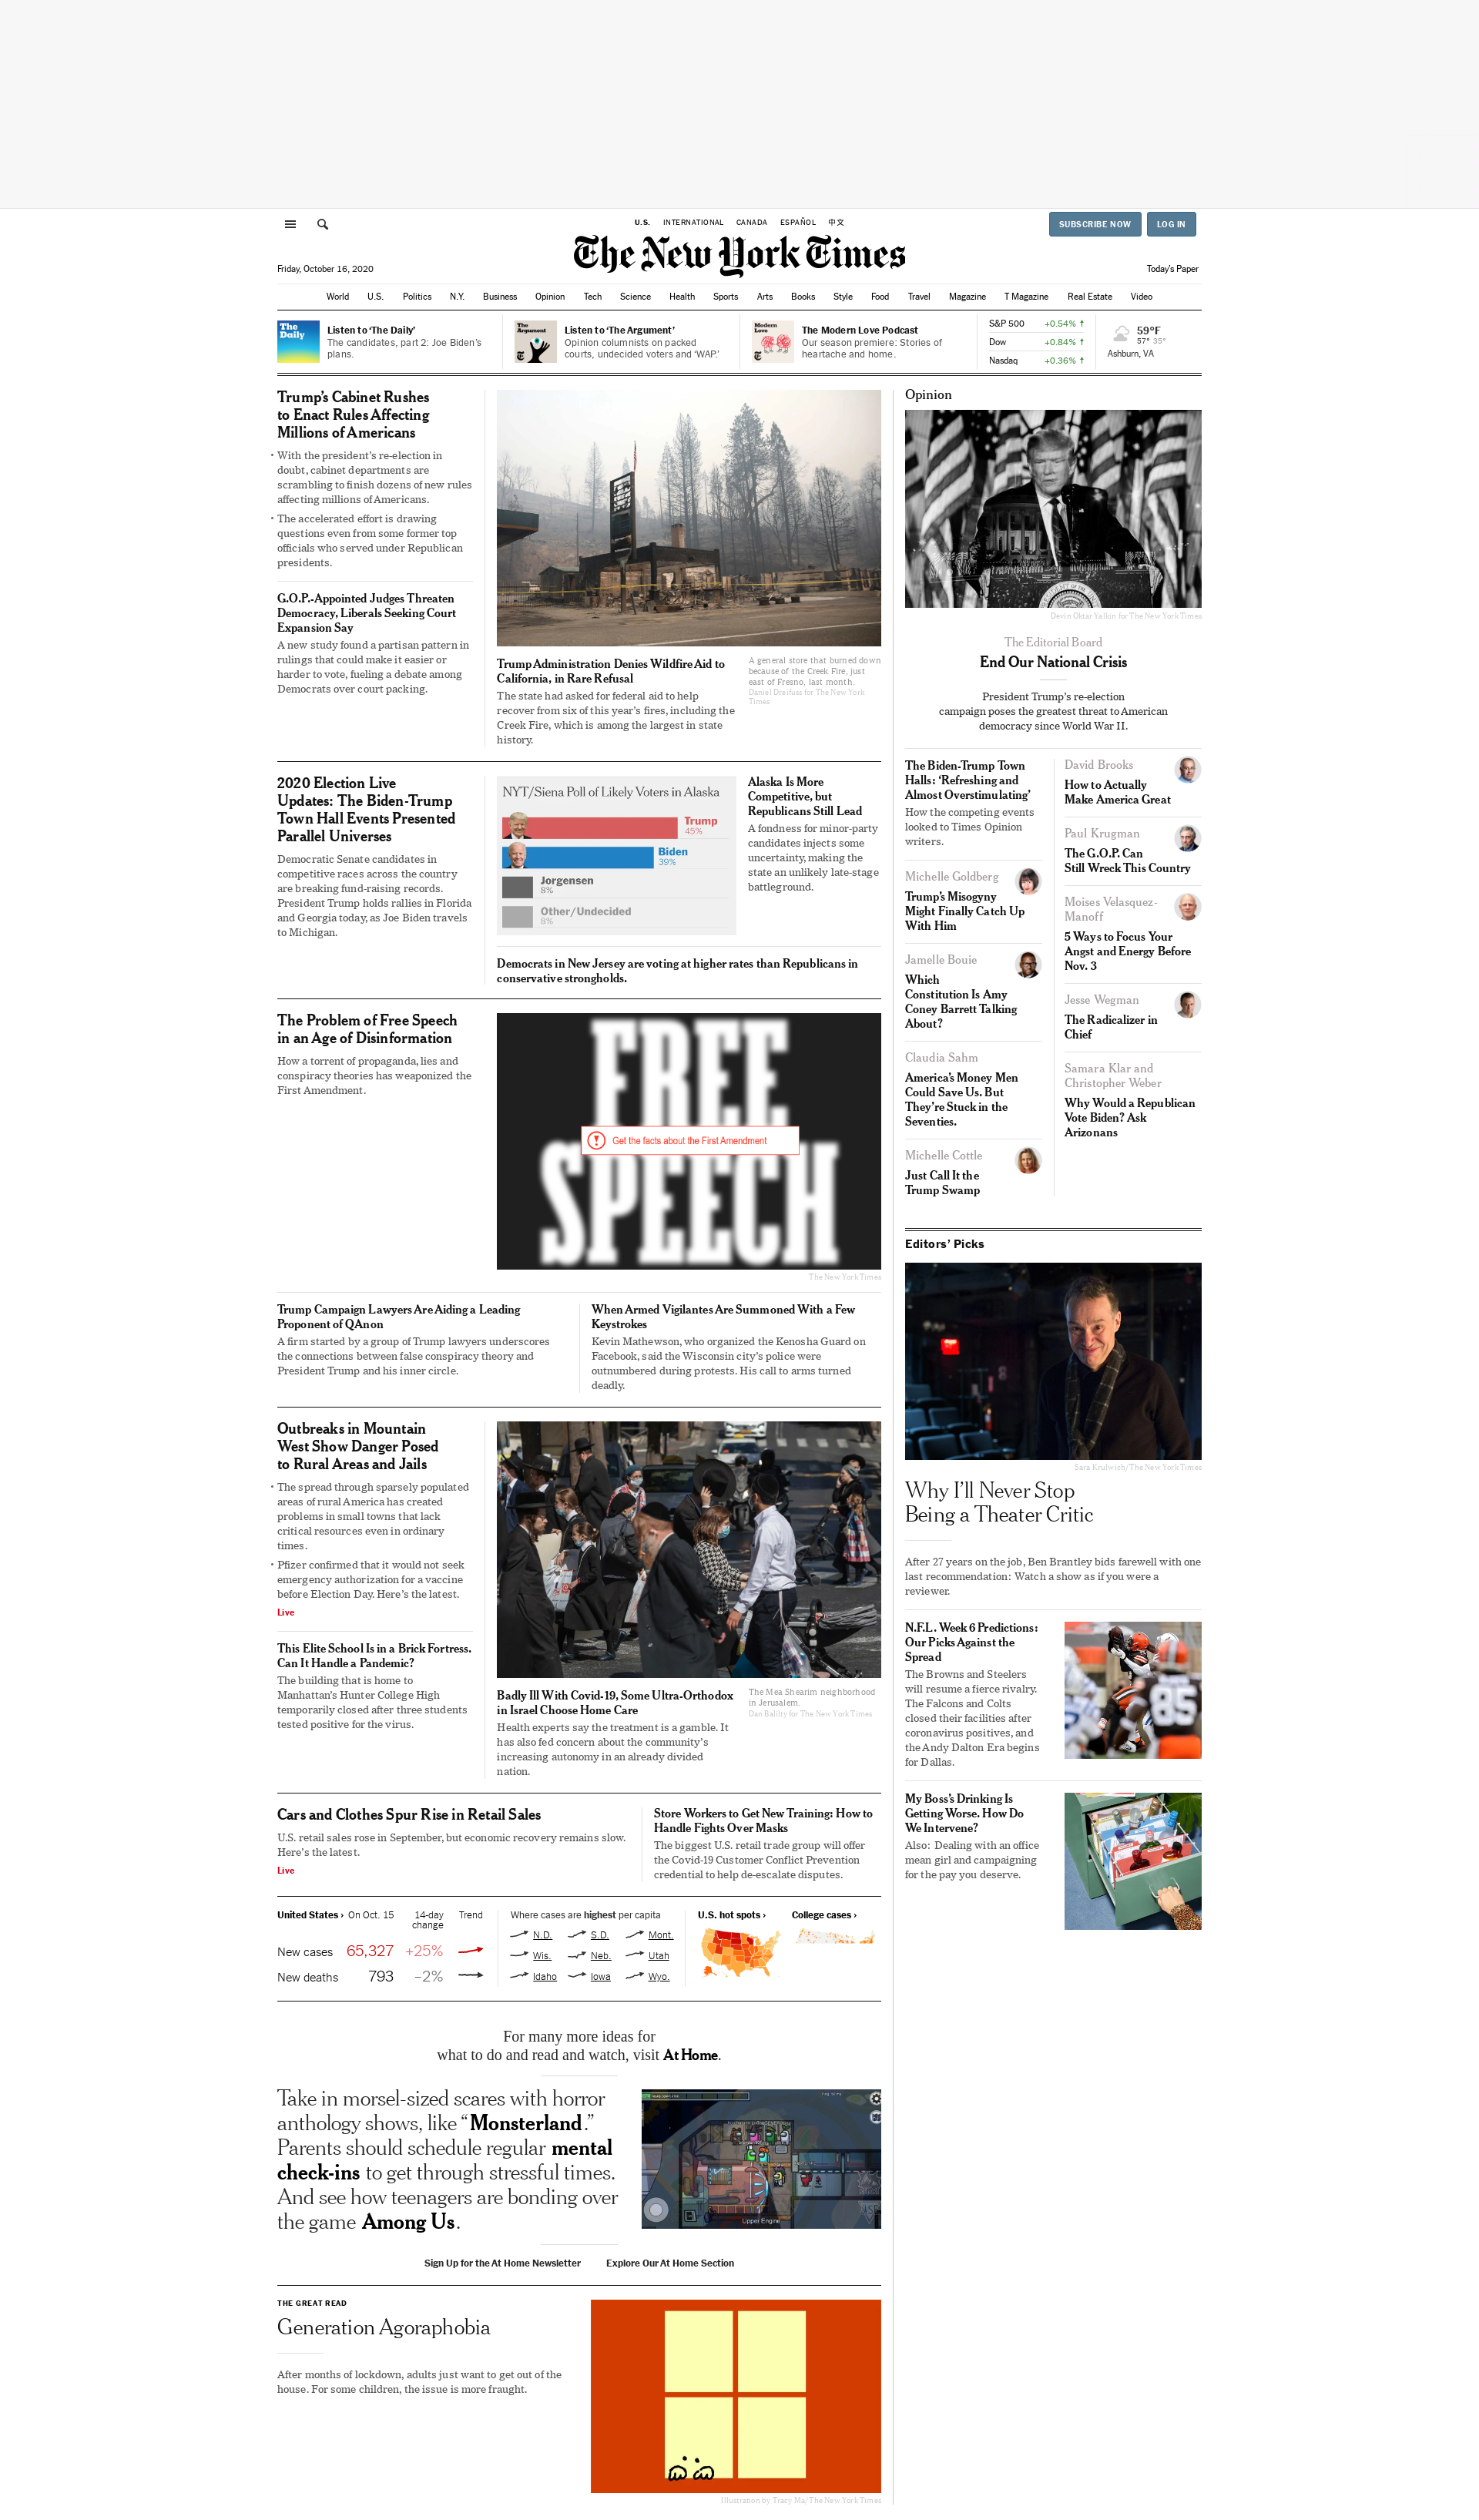 U.S. INTERNATIONAL CANADA ESPAÑOL 中文
SUBSCRIBE NOW LOG IN
The New York Times
Friday, October 16, 2020
Today's Paper
World U.S. Politics N.Y. Business Opinion Tech Science Health Sports Arts Books Style Food Travel Magazine T Magazine Real Estate Video
The Daily
Listen to ‘The Daily’
The candidates, part 2: Joe Biden’s
plans.
The Argument
Listen to ‘The Argument’
Opinion columnists on packed
courts, undecided voters and ‘WAP.’
Modern Love
The Modern Love Podcast
Our season premiere: Stories of
heartache and home.
S&P 500 +0.54% ↑
Dow +0.84% ↑
Nasdaq +0.36% ↑
59°F
57° 35°
Ashburn, VA
Trump’s Cabinet Rushes
to Enact Rules Affecting
Millions of Americans
• With the president’s re-election in
doubt, cabinet departments are
scrambling to finish dozens of new rules
affecting millions of Americans.
• The accelerated effort is drawing
questions even from some former top
officials who served under Republican
presidents.
G.O.P.-Appointed Judges Threaten
Democracy, Liberals Seeking Court
Expansion Say
A new study found a partisan pattern in
rulings that could make it easier or
harder to vote, fueling a debate among
Democrats over court packing.
Trump Administration Denies Wildfire Aid to
California, in Rare Refusal
The state had asked for federal aid to help
recover from six of this year’s fires, including the
Creek Fire, which is among the largest in state
history.
A general store that burned down
because of the Creek Fire, just
east of Fresno, last month.
Daniel Dreifuss for The New York
Times
2020 Election Live
Updates: The Biden-Trump
Town Hall Events Presented
Parallel Universes
Democratic Senate candidates in
competitive races across the country
are breaking fund-raising records.
President Trump holds rallies in Florida
and Georgia today, as Joe Biden travels
to Michigan.
NYT/Siena Poll of Likely Voters in Alaska
Trump
45%
Biden
39%
Jorgensen
8%
Other/Undecided
8%
Alaska Is More
Competitive, but
Republicans Still Lead
A fondness for minor-party
candidates injects some
uncertainty, making the
state an unlikely late-stage
battleground.
Democrats in New Jersey are voting at higher rates than Republicans in
conservative strongholds.
The Problem of Free Speech
in an Age of Disinformation
How a torrent of propaganda, lies and
conspiracy theories has weaponized the
First Amendment.
FREE
SPEECH
Get the facts about the First Amendment
The New York Times
Trump Campaign Lawyers Are Aiding a Leading
Proponent of QAnon
A firm started by a group of Trump lawyers underscores
the connections between false conspiracy theory and
President Trump and his inner circle.
When Armed Vigilantes Are Summoned With a Few
Keystrokes
Kevin Mathewson, who organized the Kenosha Guard on
Facebook, said the Wisconsin city’s police were
outnumbered during protests. His call to arms turned
deadly.
Outbreaks in Mountain
West Show Danger Posed
to Rural Areas and Jails
• The spread through sparsely populated
areas of rural America has created
problems in small towns that lack
critical resources even in ordinary
times.
• Pfizer confirmed that it would not seek
emergency authorization for a vaccine
before Election Day. Here’s the latest.
Live
This Elite School Is in a Brick Fortress.
Can It Handle a Pandemic?
The building that is home to
Manhattan’s Hunter College High
temporarily closed after three students
tested positive for the virus.
Badly Ill With Covid-19, Some Ultra-Orthodox
in Israel Choose Home Care
Health experts say the treatment is a gamble. It
has also fed concern about the community’s
increasing autonomy in an already divided
nation.
The Mea Shearim neighborhood
in Jerusalem.
Dan Balilty for The New York Times
Cars and Clothes Spur Rise in Retail Sales
U.S. retail sales rose in September, but economic recovery remains slow.
Here’s the latest.
Live
Store Workers to Get New Training: How to
Handle Fights Over Masks
The biggest U.S. retail trade group will offer
the Covid-19 Customer Conflict Prevention
credential to help de-escalate disputes.
United States › On Oct. 15 14-day change Trend
New cases 65,327 +25%
New deaths 793 –2%
Where cases are highest per capita
N.D. S.D. Mont.
Wis. Neb. Utah
Idaho Iowa Wyo.
U.S. hot spots ›
College cases ›
For many more ideas for
what to do and read and watch, visit At Home.
Take in morsel-sized scares with horror
anthology shows, like “Monsterland.”
Parents should schedule regular mental
check-ins to get through stressful times.
And see how teenagers are bonding over
the game Among Us.
Upper Engine
Sign Up for the At Home Newsletter Explore Our At Home Section
THE GREAT READ
Generation Agoraphobia
After months of lockdown, adults just want to get out of the
house. For some children, the issue is more fraught.
Illustration by Tracy Ma/The New York Times
Opinion
Devin Oktar Yalkin for The New York Times
The Editorial Board
End Our National Crisis
President Trump’s re-election
campaign poses the greatest threat to American
democracy since World War II.
The Biden-Trump Town
Halls: ‘Refreshing and
Almost Overstimulating’
How the competing events
looked to Times Opinion
writers.
Michelle Goldberg
Trump’s Misogyny
Might Finally Catch Up
With Him
Jamelle Bouie
Which
Constitution Is Amy
Coney Barrett Talking
About?
Claudia Sahm
America’s Money Men
Could Save Us. But
They’re Stuck in the
Seventies.
Michelle Cottle
Just Call It the
Trump Swamp
David Brooks
How to Actually
Make America Great
Paul Krugman
The G.O.P. Can
Still Wreck This Country
Moises Velasquez-
Manoff
5 Ways to Focus Your
Angst and Energy Before
Nov. 3
Jesse Wegman
The Radicalizer in
Chief
Samara Klar and
Christopher Weber
Why Would a Republican
Vote Biden? Ask
Arizonans
Editors’ Picks
Sara Krulwich/The New York Times
Why I’ll Never Stop
Being a Theater Critic
After 27 years on the job, Ben Brantley bids farewell with one
last recommendation: Watch a show as if you were a
reviewer.
N.F.L. Week 6 Predictions:
Our Picks Against the
Spread
The Browns and Steelers
will resume a fierce rivalry.
The Falcons and Colts
closed their facilities after
coronavirus positives, and
the Andy Dalton Era begins
for Dallas.
85
My Boss’s Drinking Is
Getting Worse. How Do
We Intervene?
Also: Dealing with an office
mean girl and campaigning
for the pay you deserve.